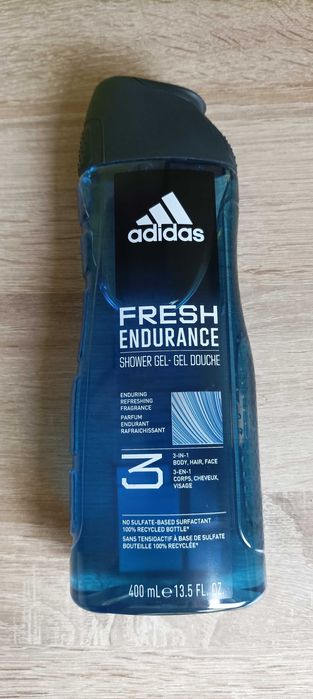 adidas
FRESH
ENDURANCE
SHOWER GEL- GEL DOUCHE
ENDURING
REFRESHING
FRAGRANCE
PARFUM
ENDURANT
RAFRAICHISSANT
3
3-IN-1
BODY, HAIR, FACE
3-EN-1
CORPS, CHEVEUX,
VISAGE
NO SULFATE-BASED SURFACTANT
100% RECYCLED BOTTLE*
SANS TENSIOACTIF À BASE DE SULFATE
BOUTEILLE 100% RECYCLÉE*
400 mL e 13.5 FL. OZ.